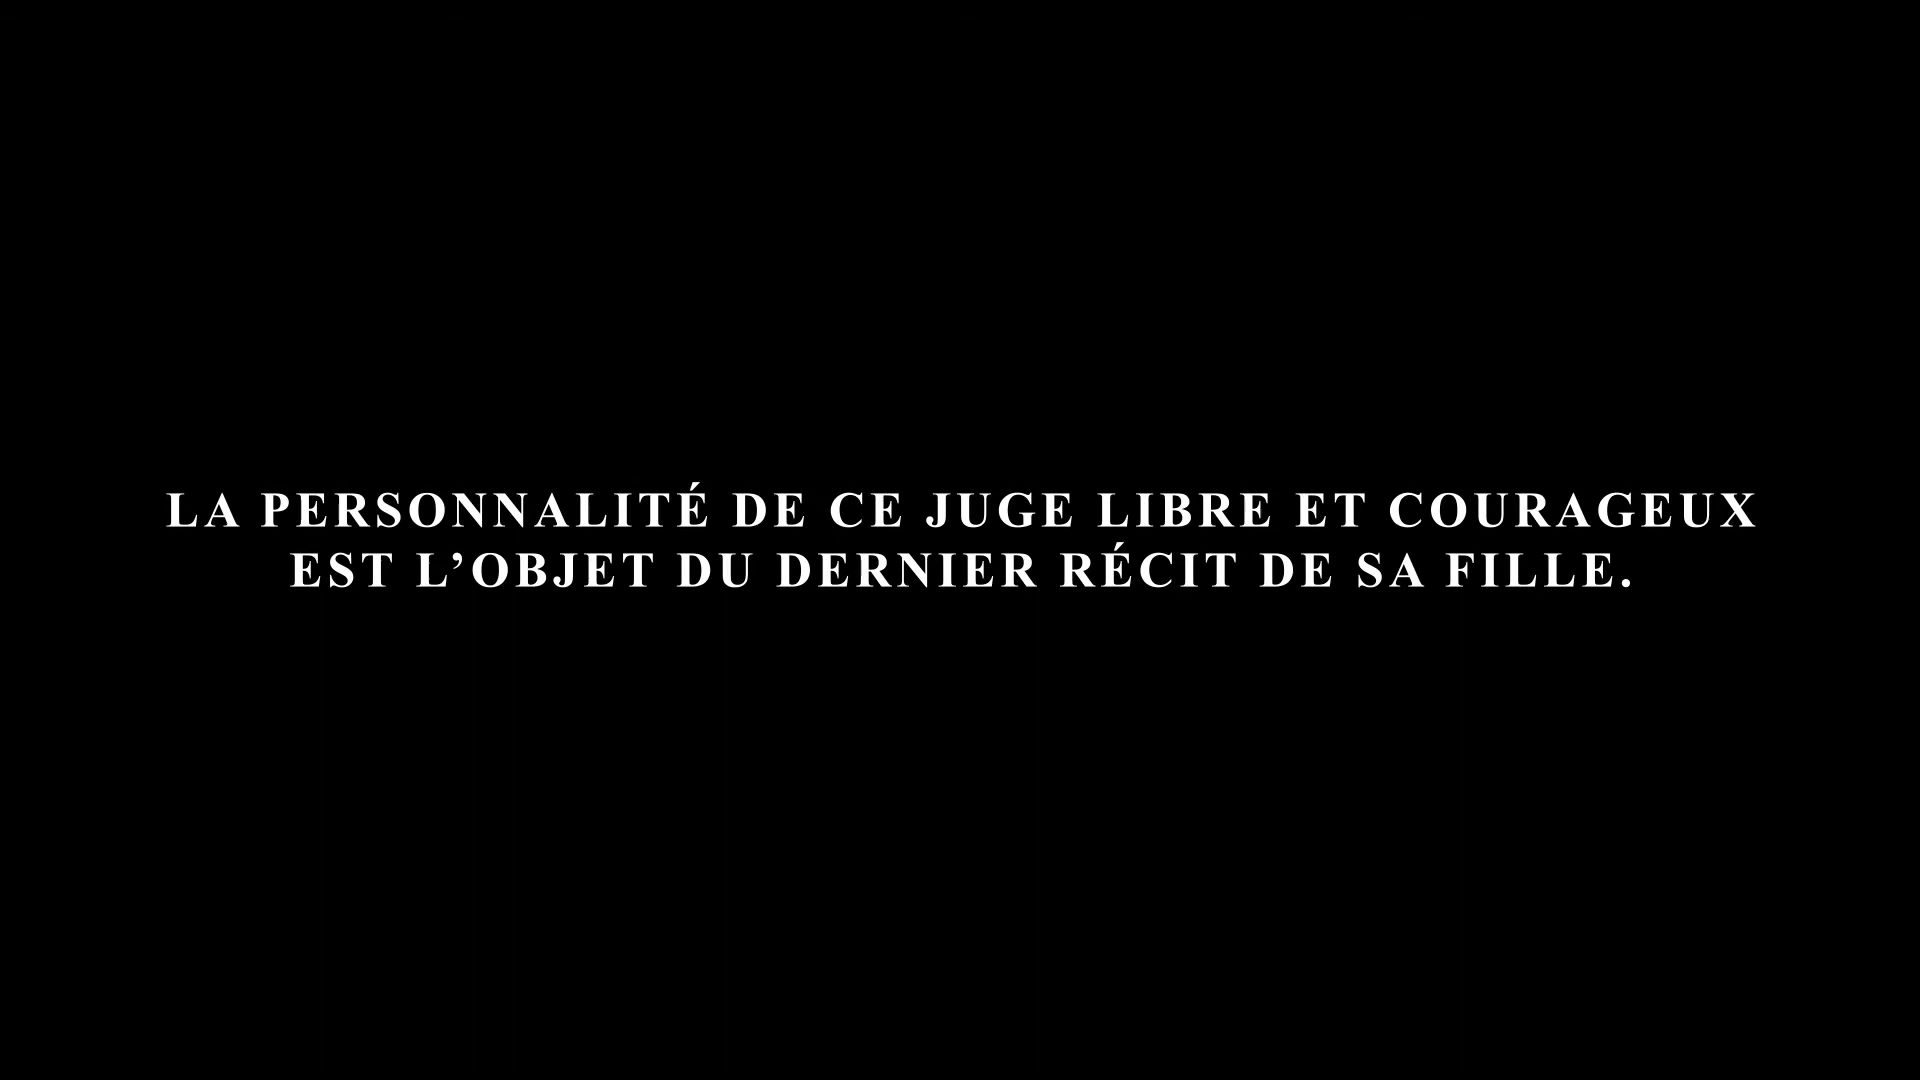 LA PERSONNALITÉ DE CE JUGE LIBRE ET COURAGEUX
EST L’OBJET DU DERNIER RÉCIT DE SA FILLE.